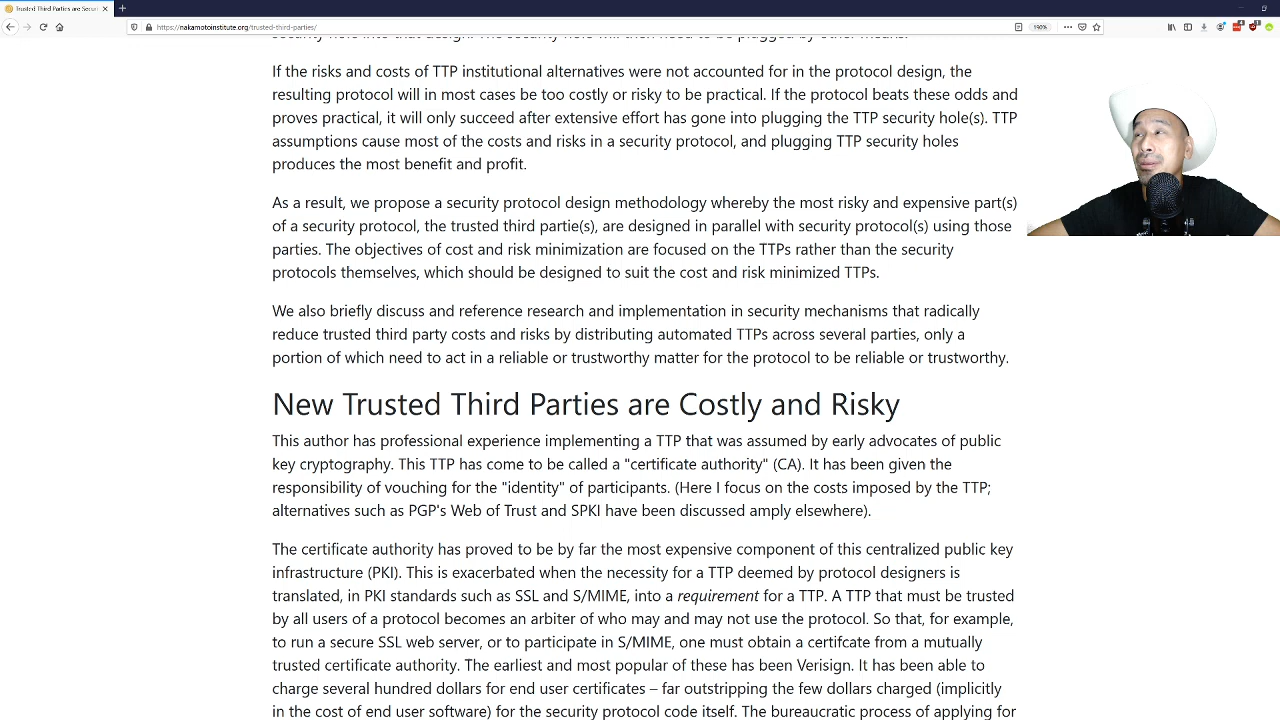 Trusted Third Parties are Securi
https://nakamotoinstitute.org/trusted-third-parties/
190%
If the risks and costs of TTP institutional alternatives were not accounted for in the protocol design, the
resulting protocol will in most cases be too costly or risky to be practical. If the protocol beats these odds and
proves practical, it will only succeed after extensive effort has gone into plugging the TTP security hole(s). TTP
assumptions cause most of the costs and risks in a security protocol, and plugging TTP security holes
produces the most benefit and profit.
As a result, we propose a security protocol design methodology whereby the most risky and expensive part(s)
of a security protocol, the trusted third partie(s), are designed in parallel with security protocol(s) using those
parties. The objectives of cost and risk minimization are focused on the TTPs rather than the security
protocols themselves, which should be designed to suit the cost and risk minimized TTPs.
We also briefly discuss and reference research and implementation in security mechanisms that radically
reduce trusted third party costs and risks by distributing automated TTPs across several parties, only a
portion of which need to act in a reliable or trustworthy matter for the protocol to be reliable or trustworthy.
New Trusted Third Parties are Costly and Risky
This author has professional experience implementing a TTP that was assumed by early advocates of public
key cryptography. This TTP has come to be called a "certificate authority" (CA). It has been given the
responsibility of vouching for the "identity" of participants. (Here I focus on the costs imposed by the TTP;
alternatives such as PGP's Web of Trust and SPKI have been discussed amply elsewhere).
The certificate authority has proved to be by far the most expensive component of this centralized public key
infrastructure (PKI). This is exacerbated when the necessity for a TTP deemed by protocol designers is
translated, in PKI standards such as SSL and S/MIME, into a requirement for a TTP. A TTP that must be trusted
by all users of a protocol becomes an arbiter of who may and may not use the protocol. So that, for example,
to run a secure SSL web server, or to participate in S/MIME, one must obtain a certifcate from a mutually
trusted certificate authority. The earliest and most popular of these has been Verisign. It has been able to
charge several hundred dollars for end user certificates – far outstripping the few dollars charged (implicitly
in the cost of end user software) for the security protocol code itself. The bureaucratic process of applying for